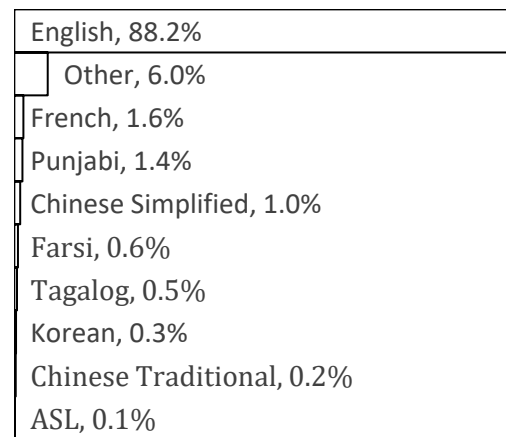 English, 88.2%
Other, 6.0%
French, 1.6%
Punjabi, 1.4%
Chinese Simplified, 1.0%
Farsi, 0.6%
Tagalog, 0.5%
Korean, 0.3%
Chinese Traditional, 0.2%
ASL, 0.1%